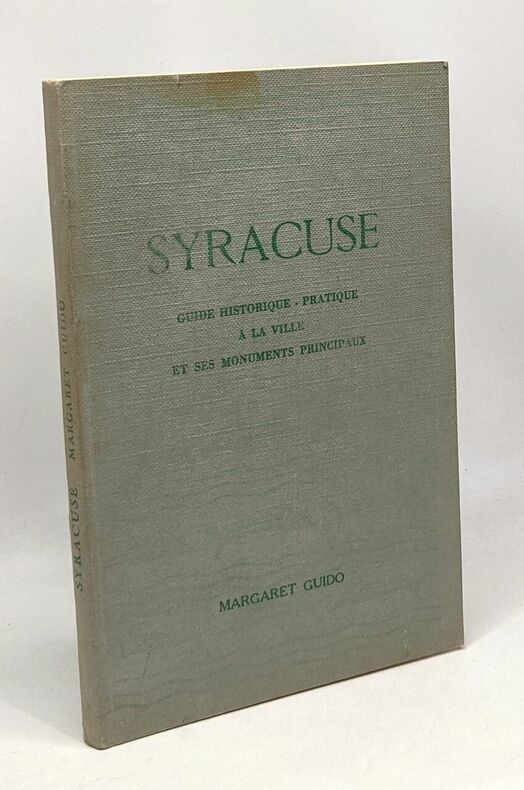 SYRACUSE
GUIDE HISTORIQUE - PRATIQUE
À LA VILLE
ET SES MONUMENTS PRINCIPAUX
MARGARET GUIDO
SYRACUSE MARGARET GUIDO